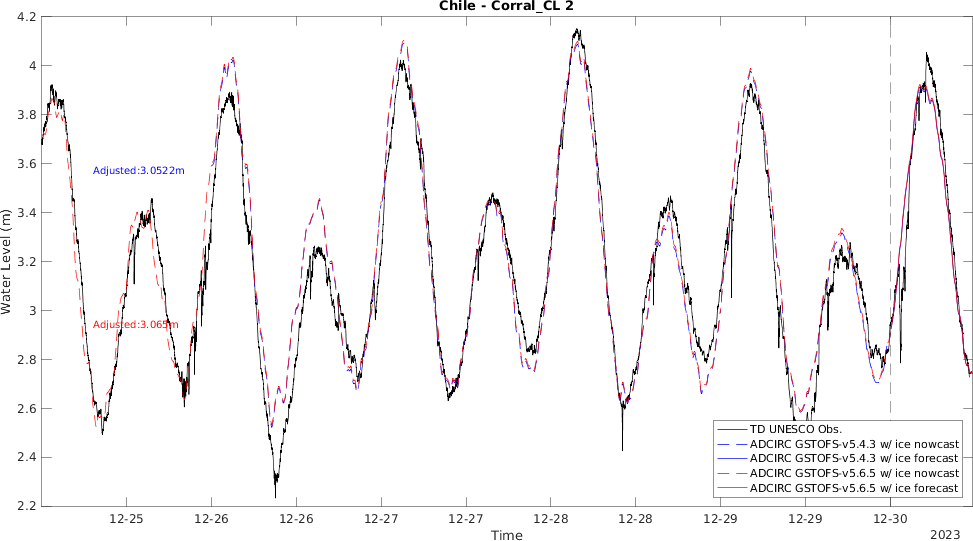 Chile - Corral_CL 2
4.2
4
3.8
3.6
3.4
3.2
3
2.8
2.6
2.4
2.2
Water Level (m)
Adjusted:3.0522m
Adjusted:3.065m
TD UNESCO Obs.
ADCIRC GSTOFS-v5.4.3 w/ ice nowcast
ADCIRC GSTOFS-v5.4.3 w/ ice forecast
ADCIRC GSTOFS-v5.6.5 w/ ice nowcast
ADCIRC GSTOFS-v5.6.5 w/ ice forecast
12-25 12-26 12-26 12-27 12-27 12-28 12-28 12-29 12-29 12-30
Time
2023